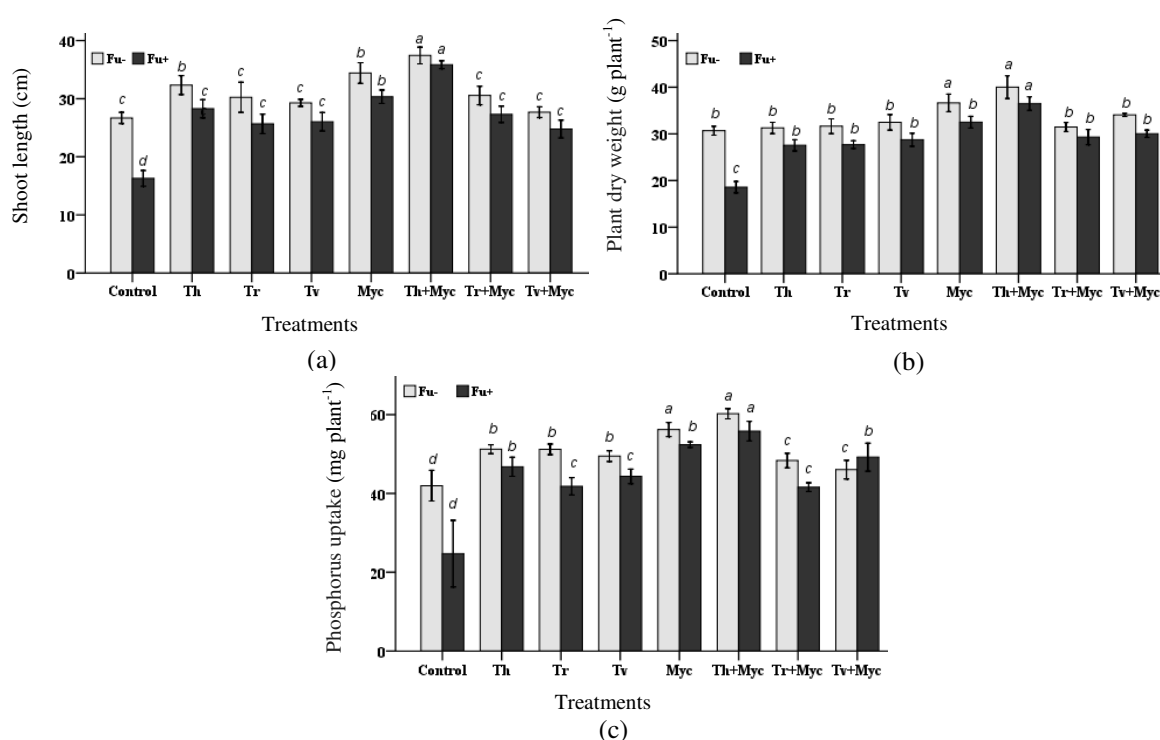 Shoot length (cm)
40
30
20
10
0
Fu- Fu+
c d b c c c c c b b a a c c c c
Control Th Tr Tv Myc Th+Myc Tr+Myc Tv+Myc
Treatments
(a)
Plant dry weight (g plant-1)
50
40
30
20
10
0
Fu- Fu+
b c b b b b b b a b a a b b b b
Control Th Tr Tv Myc Th+Myc Tr+Myc Tv+Myc
Treatments
(b)
Phosphorus uptake (mg plant-1)
60
40
20
0
Fu- Fu+
d d b b b c b c a b a a c c c b
Control Th Tr Tv Myc Th+Myc Tr+Myc Tv+Myc
Treatments
(c)